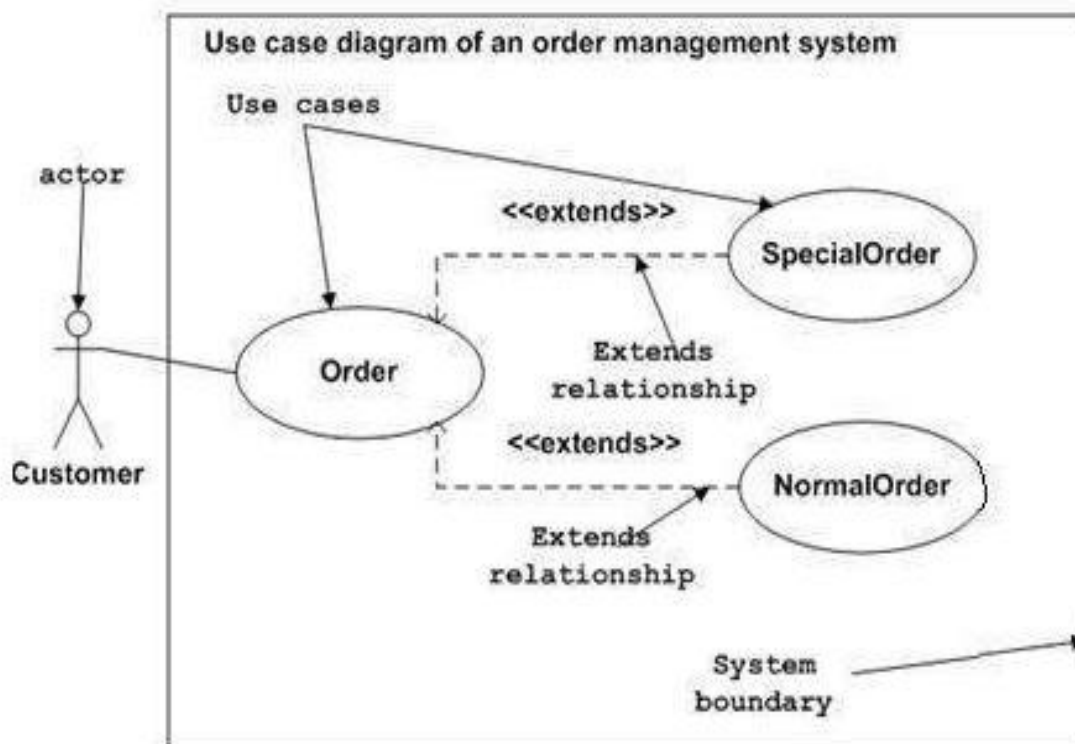 Use case diagram of an order management system
Use cases
actor
<<extends>>
SpecialOrder
Extends
relationship
Order
<<extends>>
Customer
NormalOrder
Extends
relationship
System
boundary